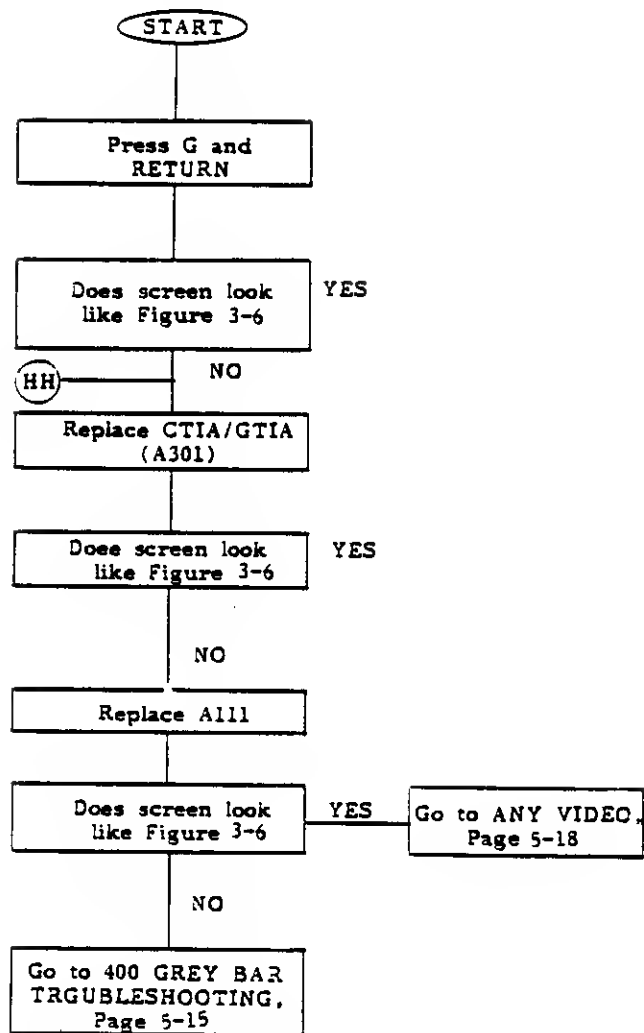 START
Press G and
RETURN
Does screen look
like Figure 3-6
YES
NO
HH
Replace CTIA/GTIA
(A301)
Doee screen look
like Figure 3-6
YES
NO
Replace A111
Does screen look
like Figure 3-6
YES
Go to ANY VIDEO,
Page 5-18
NO
Go to 400 GREY BAR
TRGUBLESHOOTING,
Page 5-15